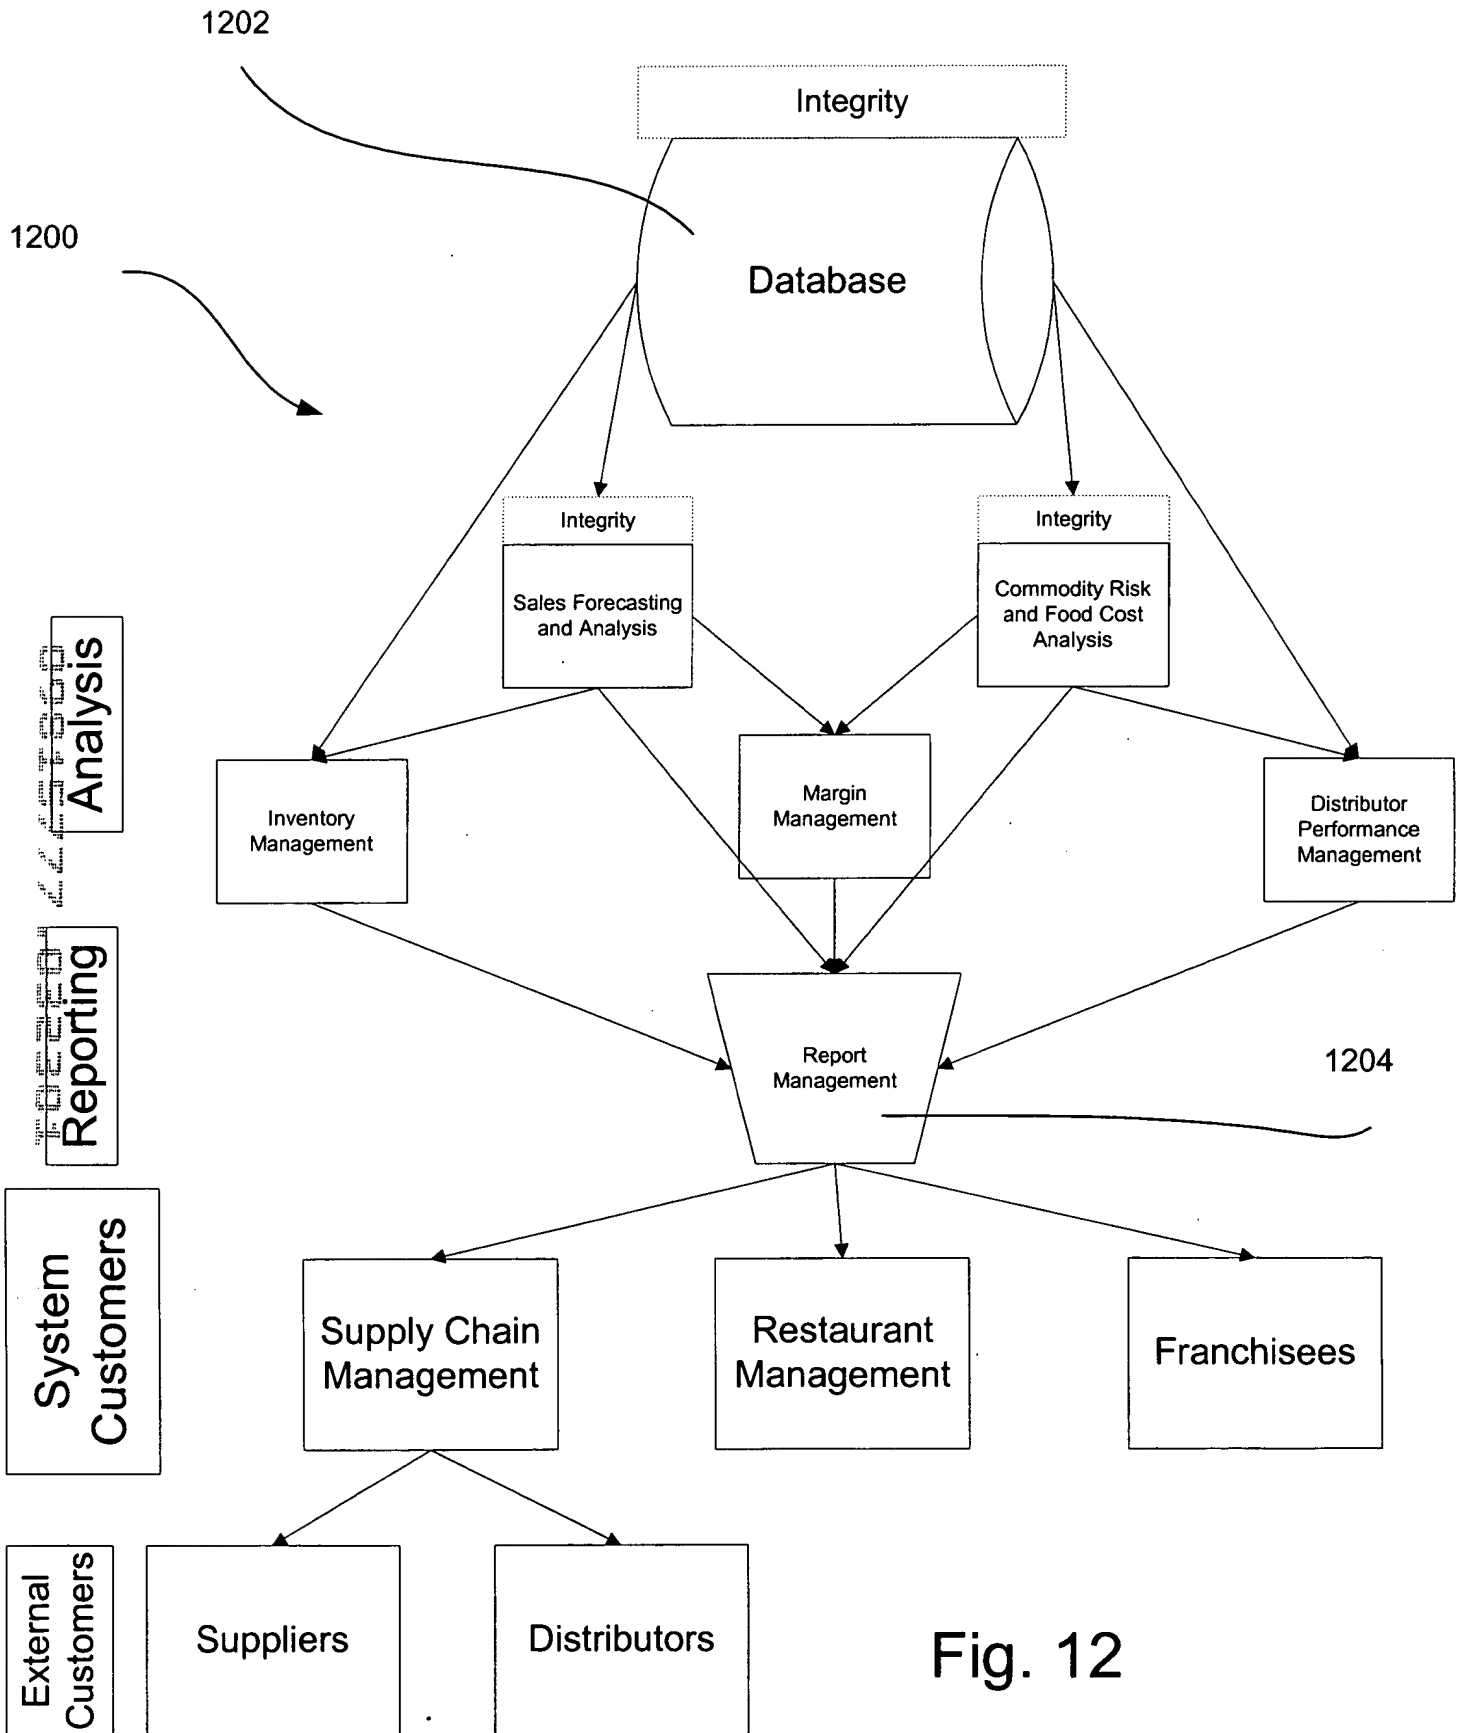 1202
Integrity
1200
Database
Integrity
Integrity
Sales Forecasting
and Analysis
Commodity Risk
and Food Cost
Analysis
Analysis
Inventory
Management
Margin
Management
Distributor
Performance
Management
Reporting
Report
Management
1204
System
Customers
Supply Chain
Management
Restaurant
Management
Franchisees
External
Customers
Suppliers
Distributors
Fig. 12